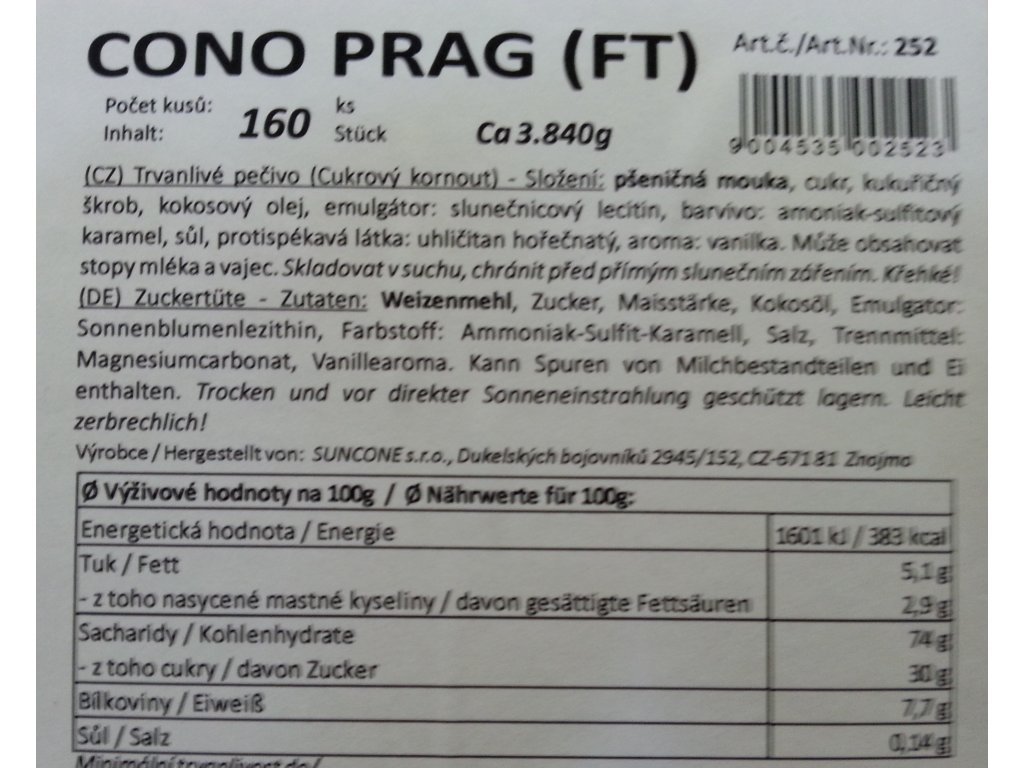 CONO PRAG (FT)
Art.č./Art.Nr.: 252
Počet kusů: 160 ks
Inhalt: Stück
Ca 3.840g
9 004535 002523
(CZ) Trvanlivé pečivo (Cukrový kornout) - Složení: pšeničná mouka, cukr, kukuřičný
škrob, kokosový olej, emulgátor: slunečnicový lecitin, barvivo: amoniak-sulfitový
karamel, sůl, protispékavá látka: uhličitan hořečnatý, aroma: vanilka. Může obsahovat
stopy mléka a vajec. Skladovat v suchu, chránit před přímým slunečním zářením. Křehké!
(DE) Zuckertüte - Zutaten: Weizenmehl, Zucker, Maisstärke, Kokosöl, Emulgator:
Sonnenblumenlezithin, Farbstoff: Ammoniak-Sulfit-Karamell, Salz, Trennmittel:
Magnesiumcarbonat, Vanillearoma. Kann Spuren von Milchbestandteilen und Ei
enthalten. Trocken und vor direkter Sonneneinstrahlung geschützt lagern. Leicht
zerbrechlich!
Výrobce / Hergestellt von: SUNCONE s.r.o., Dukelských bojovníků 2945/152, CZ-671 81 Znojmo
Ø Výživové hodnoty na 100g / Ø Nährwerte für 100g:
Energetická hodnota / Energie 1601 kJ / 383 kcal
Tuk / Fett 5,1 g
- z toho nasycené mastné kyseliny / davon gesättigte Fettsäuren 2,9 g
Sacharidy / Kohlenhydrate 74 g
- z toho cukry / davon Zucker 30 g
Bílkoviny / Eiweiß 7,7 g
Sůl / Salz 0,14 g
Minimální trvanlivost do/